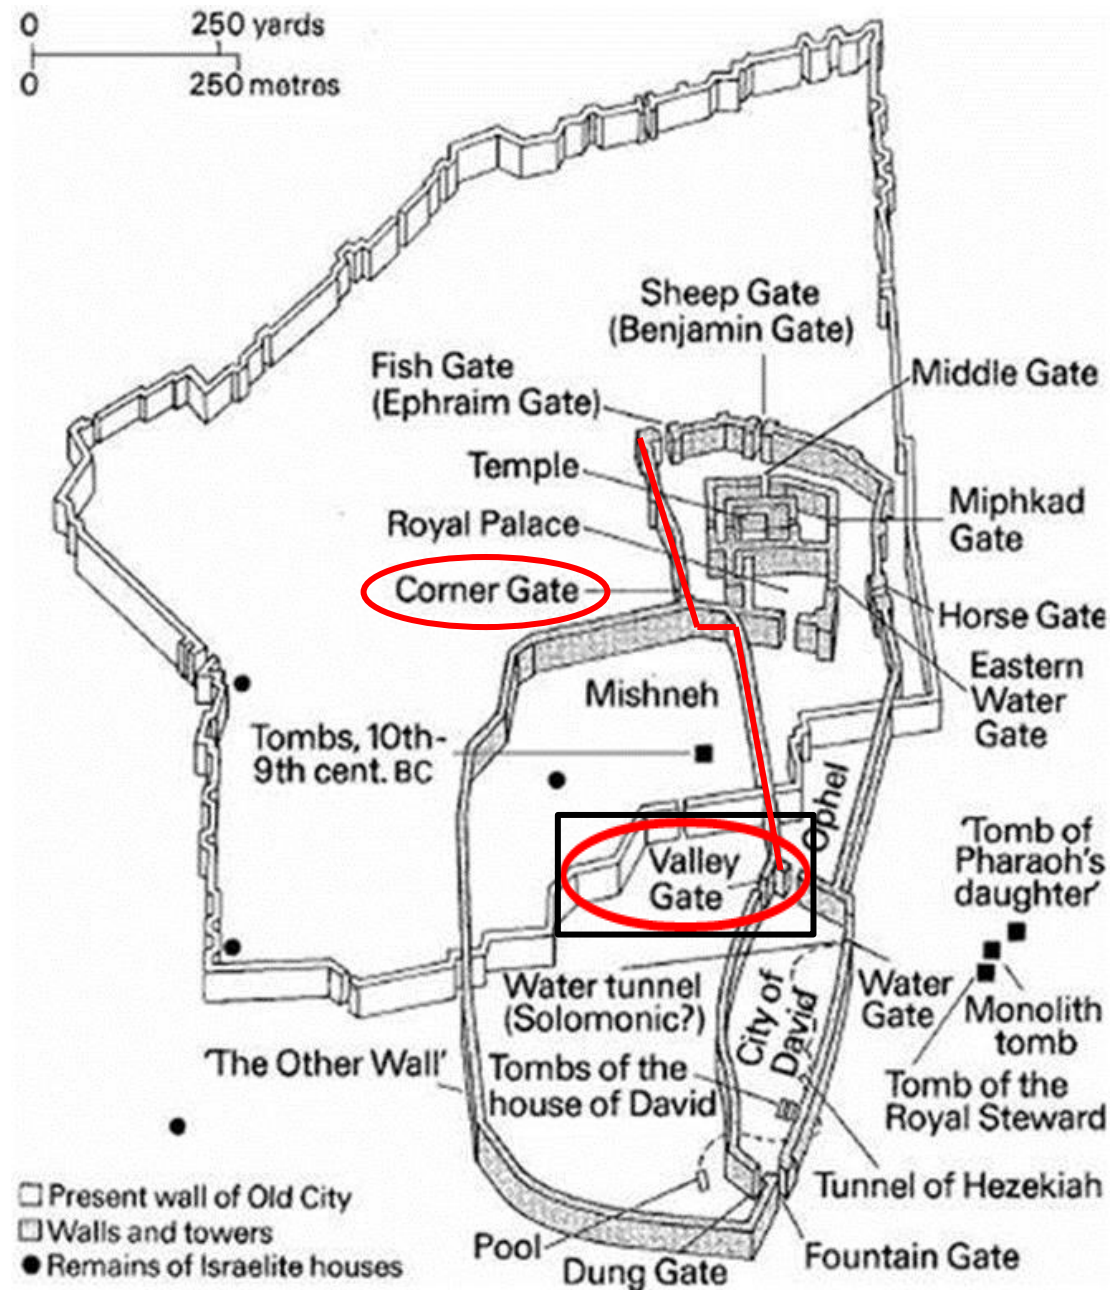 0 250 yards
0 250 metres
Sheep Gate
(Benjamin Gate)
Fish Gate
(Ephraim Gate)
Middle Gate
Temple
Miphkad
Gate
Royal Palace
Corner Gate
Horse Gate
Mishneh
Eastern
Water
Gate
Tombs, 10th-
9th cent. BC
Ophel
Valley
Gate
'Tomb of
Pharaoh's
daughter'
Water tunnel
(Solomonic?)
City of
David
Water
Gate
Monolith
tomb
'The Other Wall'
Tombs of the
house of David
Tomb of the
Royal Steward
Tunnel of Hezekiah
Present wall of Old City
Walls and towers
Remains of Israelite houses
Pool
Dung Gate
Fountain Gate